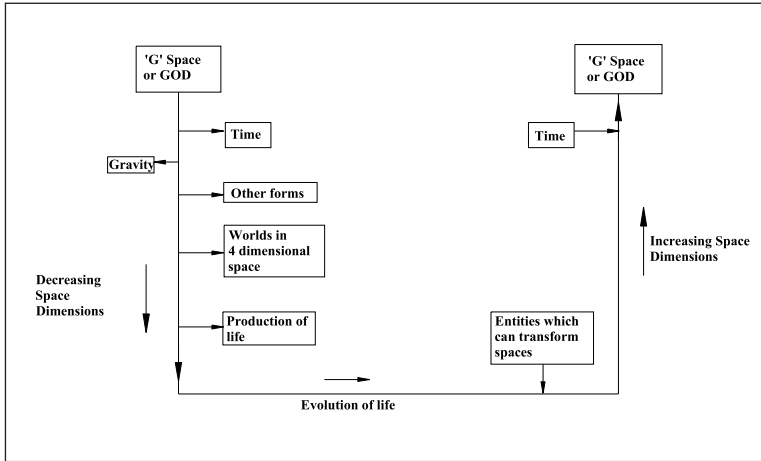 'G' Space
or GOD
Time
Gravity
Other forms
Worlds in
4 dimensional
space
Decreasing
Space
Dimensions
Production of
life
Evolution of life
Entities which
can transform
spaces
Increasing Space
Dimensions
Time
'G' Space
or GOD